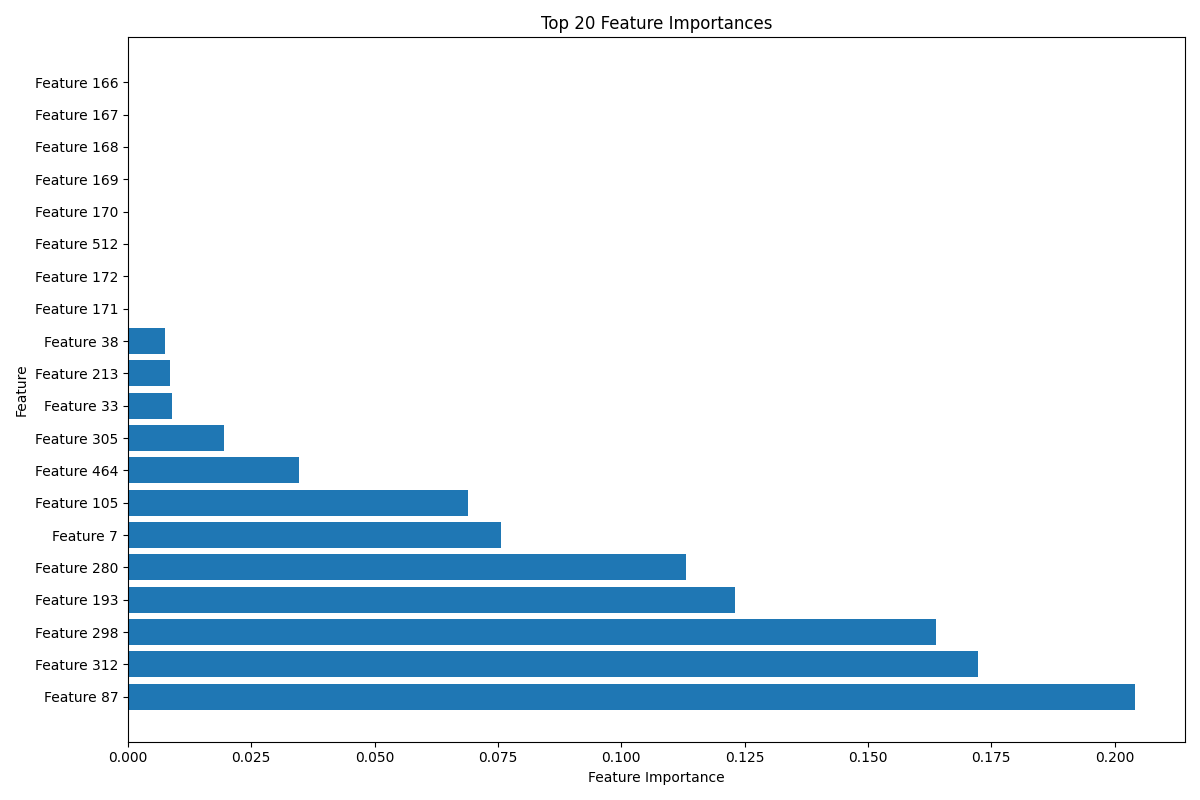 Top 20 Feature Importances
Feature
Feature 166
Feature 167
Feature 168
Feature 169
Feature 170
Feature 512
Feature 172
Feature 171
Feature 38
Feature 213
Feature 33
Feature 305
Feature 464
Feature 105
Feature 7
Feature 280
Feature 193
Feature 298
Feature 312
Feature 87
0.000 0.025 0.050 0.075 0.100 0.125 0.150 0.175 0.200
Feature Importance